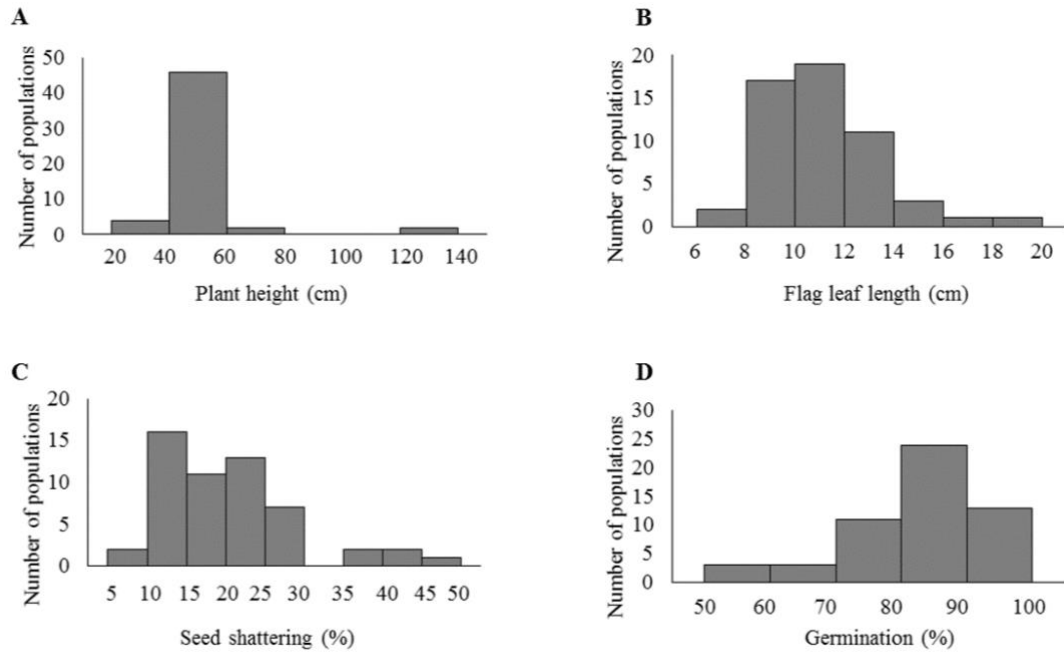 A
Number of populations
50
40
30
20
10
0
20 40 60 80 100 120 140
Plant height (cm)
B
Number of populations
20
15
10
5
0
6 8 10 12 14 16 18 20
Flag leaf length (cm)
C
Number of populations
20
15
10
5
0
5 10 15 20 25 30 35 40 45 50
Seed shattering (%)
D
Number of populations
30
25
20
15
10
5
0
50 60 70 80 90 100
Germination (%)